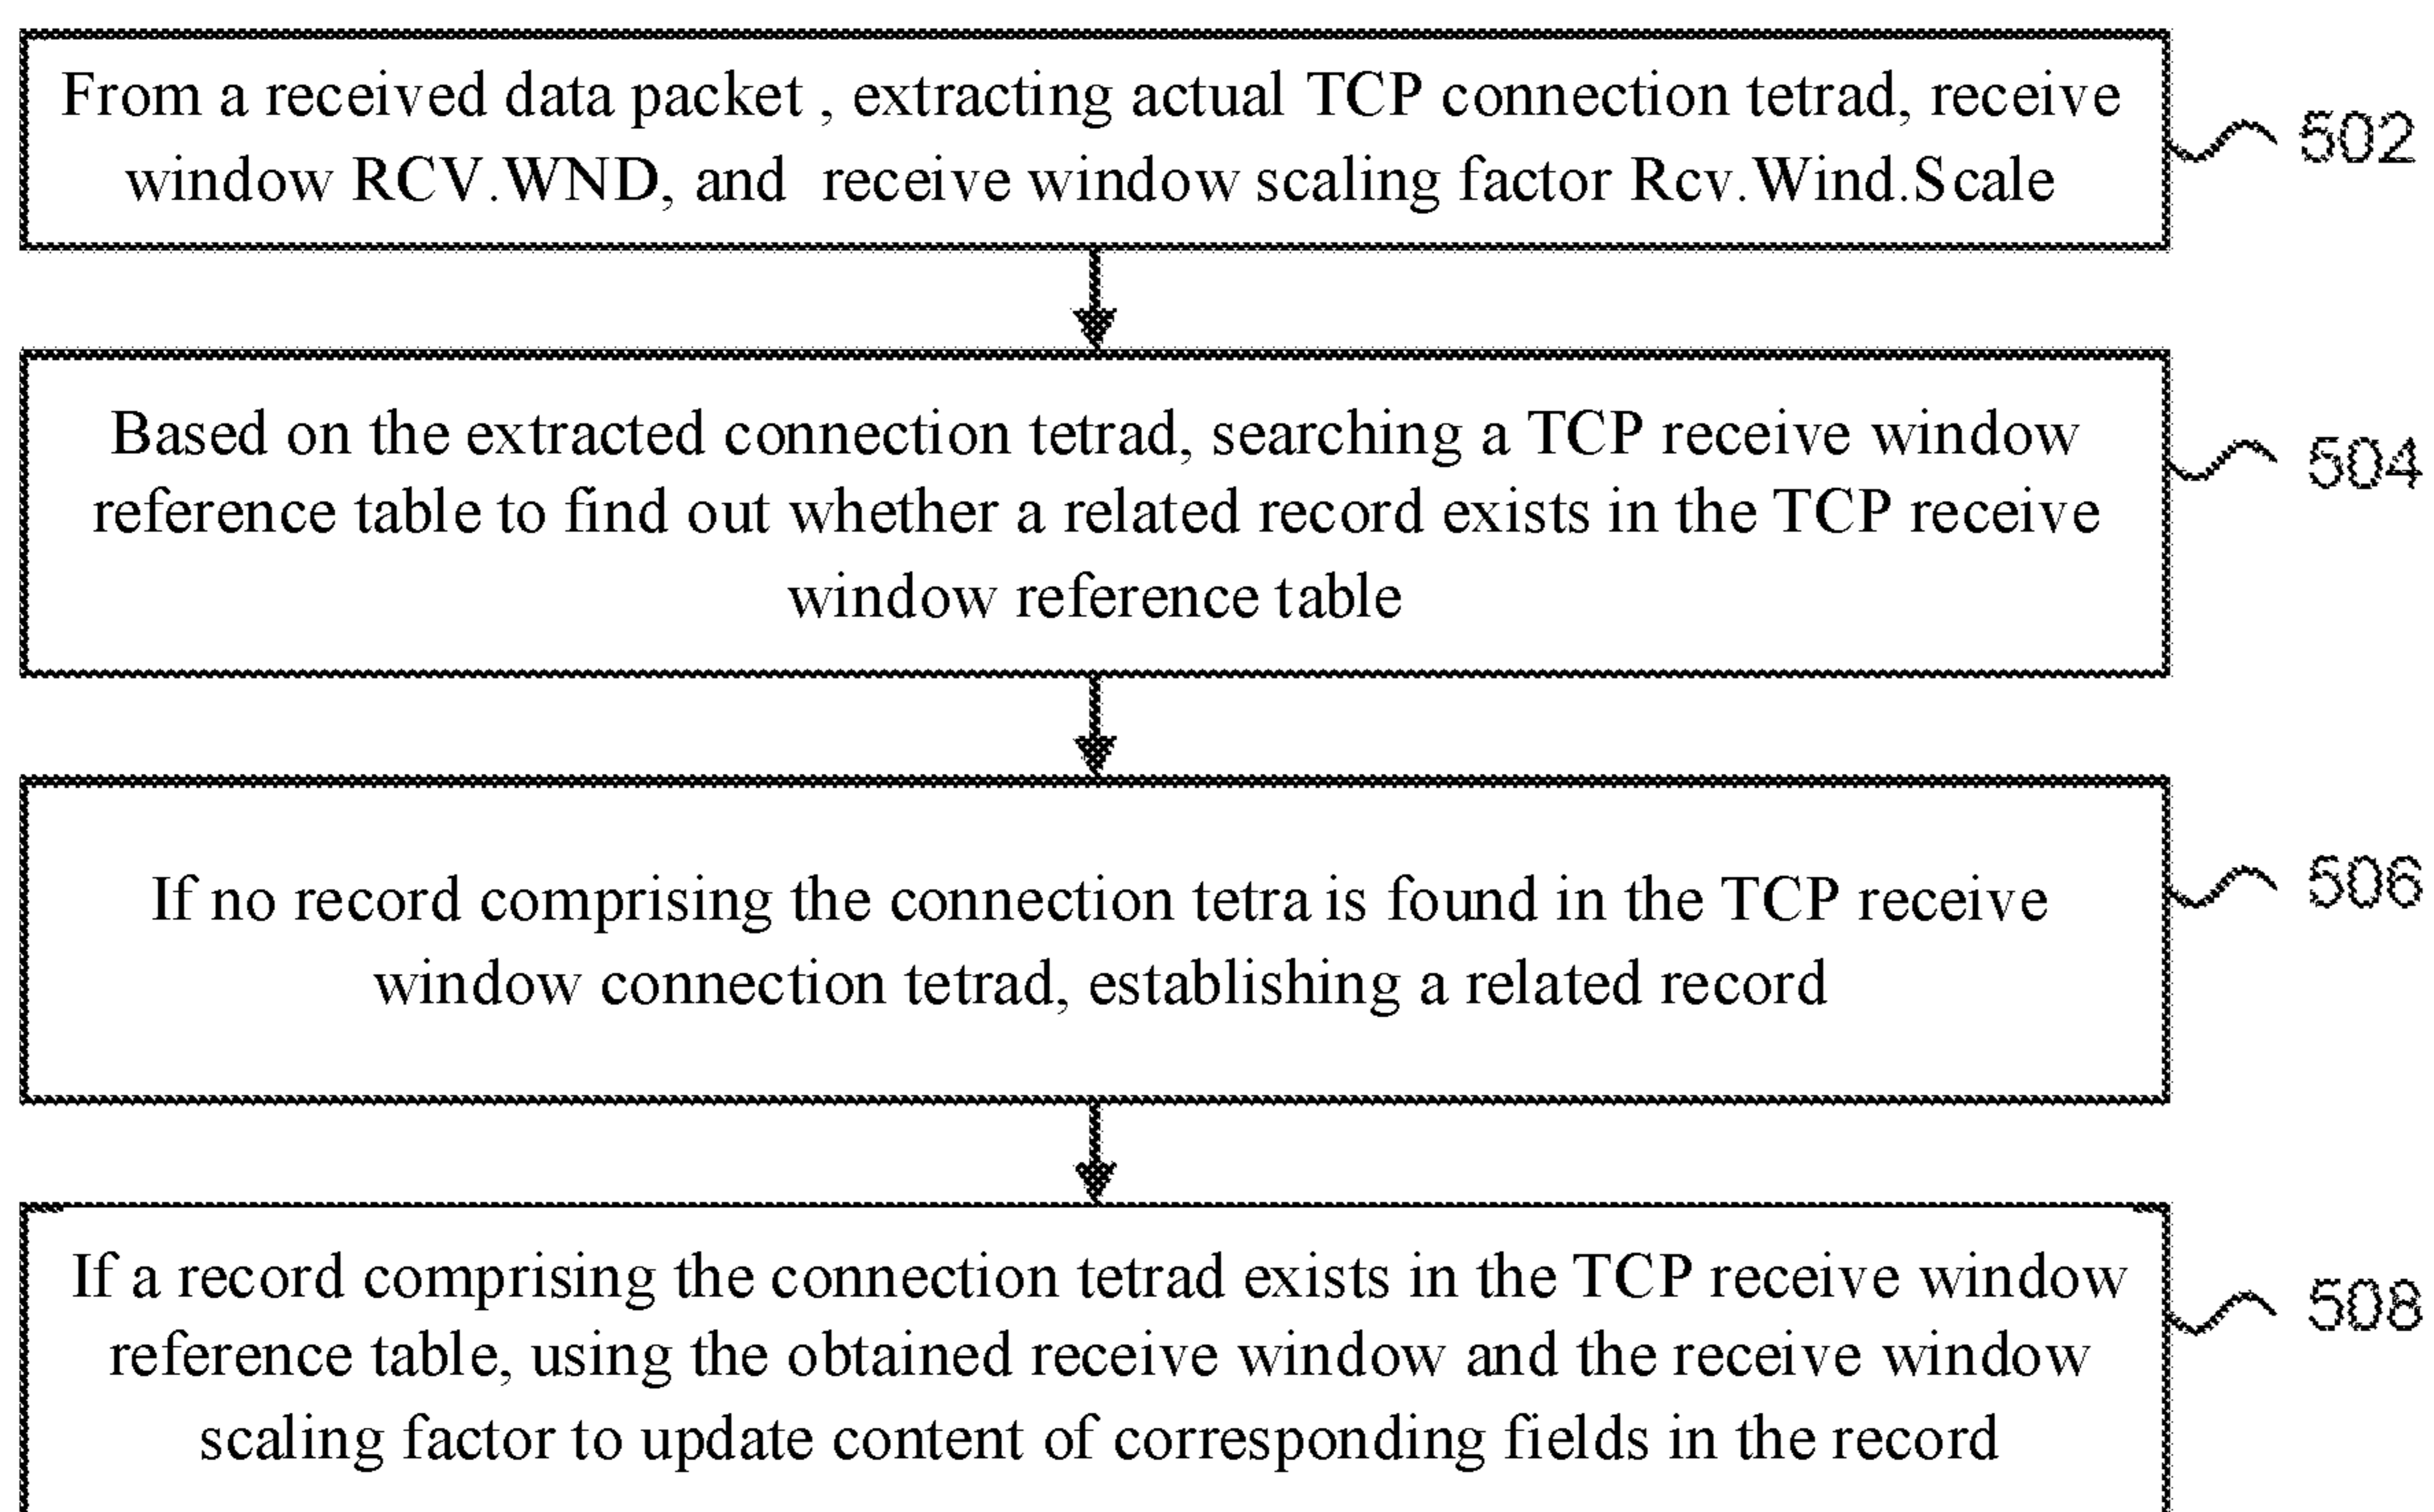 From a received data packet , extracting actual TCP connection tetrad, receive
window RCV.WND, and receive window scaling factor Rcv.Wind.Scale
502
Based on the extracted connection tetrad, searching a TCP receive window
reference table to find out whether a related record exists in the TCP receive
window reference table
504
If no record comprising the connection tetra is found in the TCP receive
window connection tetrad, establishing a related record
506
If a record comprising the connection tetrad exists in the TCP receive window
reference table, using the obtained receive window and the receive window
scaling factor to update content of corresponding fields in the record
508